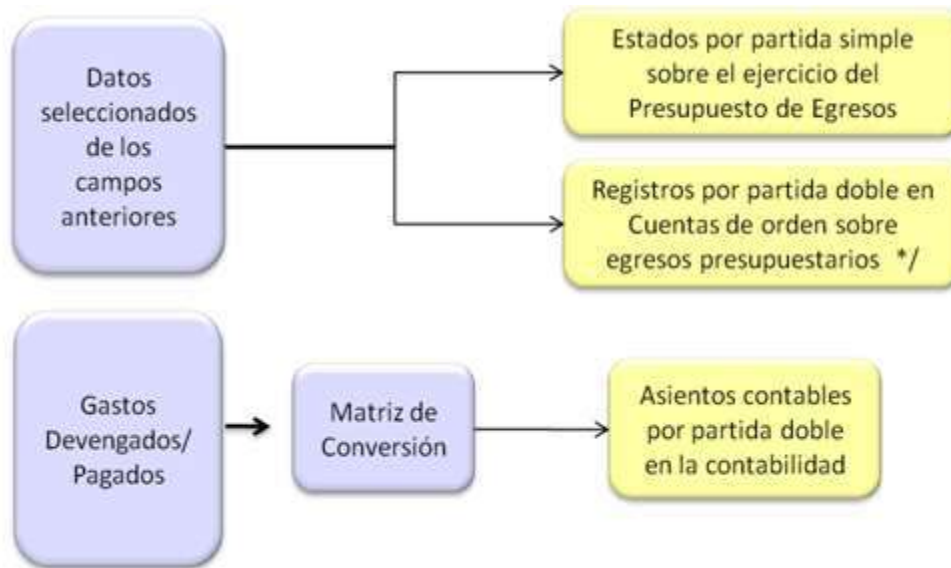 Datos
seleccionados
de los
campos
anteriores
Estados por partida simple
sobre el ejercicio del
Presupuesto de Egresos
Registros por partida doble en
Cuentas de orden sobre
egresos presupuestarios */
Gastos
Devengados/
Pagados
Matriz de
Conversión
Asientos contables
por partida doble
en la contabilidad